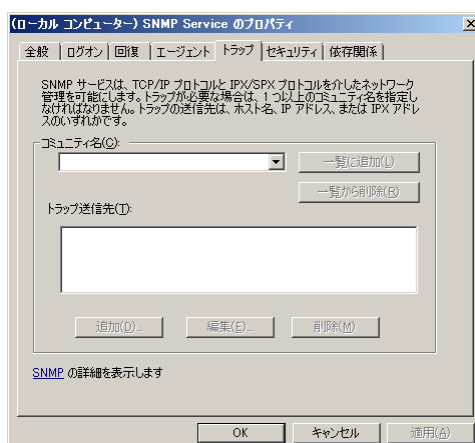 (ローカル コンピューター) SNMP Service のプロパティ
全般 ログオン 回復 エージェント トラップ セキュリティ 依存関係
SNMP サービスは、TCP/IP プロトコルと IPX/SPX プロトコルを介したネットワーク
管理を可能にします。トラップが必要な場合は、1 つ以上のコミュニティ名を指定し
なければなりません。トラップの送信先は、ホスト名、IP アドレス、または IPX アドレ
スのいずれかです。
コミュニティ名(C):
一覧に追加(L)
一覧から削除(R)
トラップ送信先(T):
追加(D)... 編集(E)... 削除(M)
SNMP の詳細を表示します
OK キャンセル 適用(A)